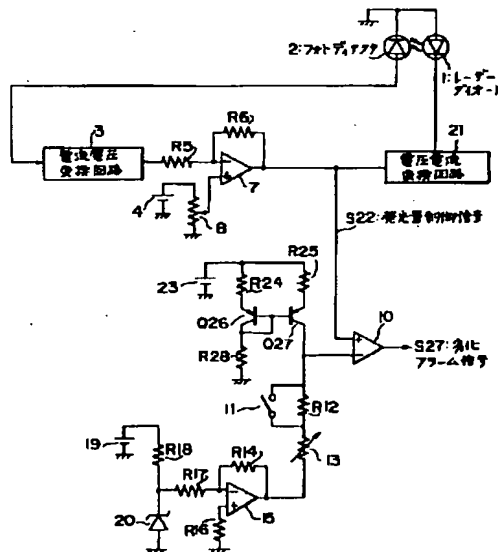 2:フォトディテクタ
1:レーザーダイオード
3
電流電圧変換回路
R5
R6
7
4
8
21
電圧電流変換回路
S22:発光量制御信号
R25
23
R24
Q26
Q27
R28
10
S27:劣化アラーム信号
11
R12
13
19
R18
R14
R17
15
R16
20